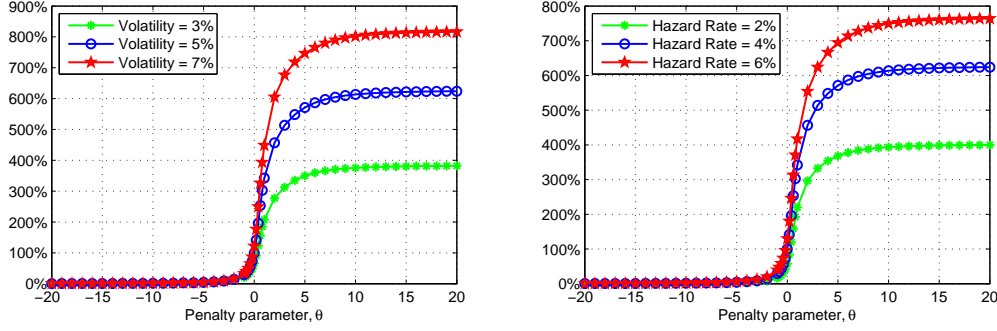 900%
800%
700%
600%
500%
400%
300%
200%
100%
0%
Volatility = 3%
Volatility = 5%
Volatility = 7%
−20 −15 −10 −5 0 5 10 15 20
Penalty parameter, θ
800%
700%
600%
500%
400%
300%
200%
100%
0%
Hazard Rate = 2%
Hazard Rate = 4%
Hazard Rate = 6%
−20 −15 −10 −5 0 5 10 15 20
Penalty parameter, θ